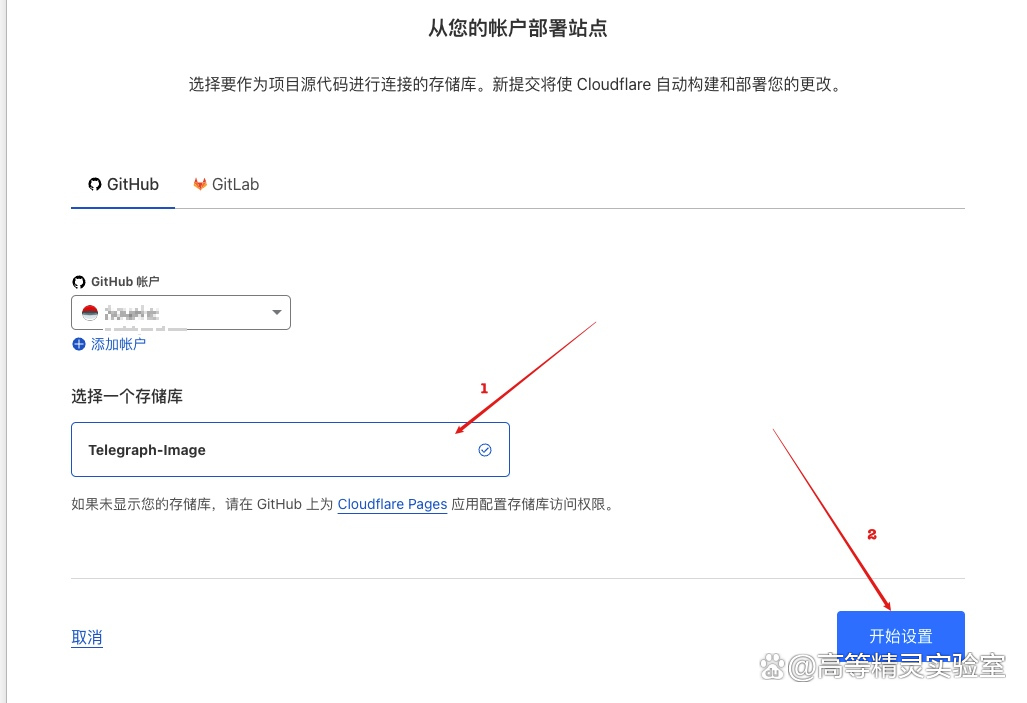 从您的帐户部署站点
选择要作为项目源代码进行连接的存储库。新提交将使 Cloudflare 自动构建和部署您的更改。
GitHub GitLab
GitHub 帐户
添加帐户
选择一个存储库
1
Telegraph-Image
如果未显示您的存储库，请在 GitHub 上为 Cloudflare Pages 应用配置存储库访问权限。
2
取消
开始设置
du @高等精灵实验室